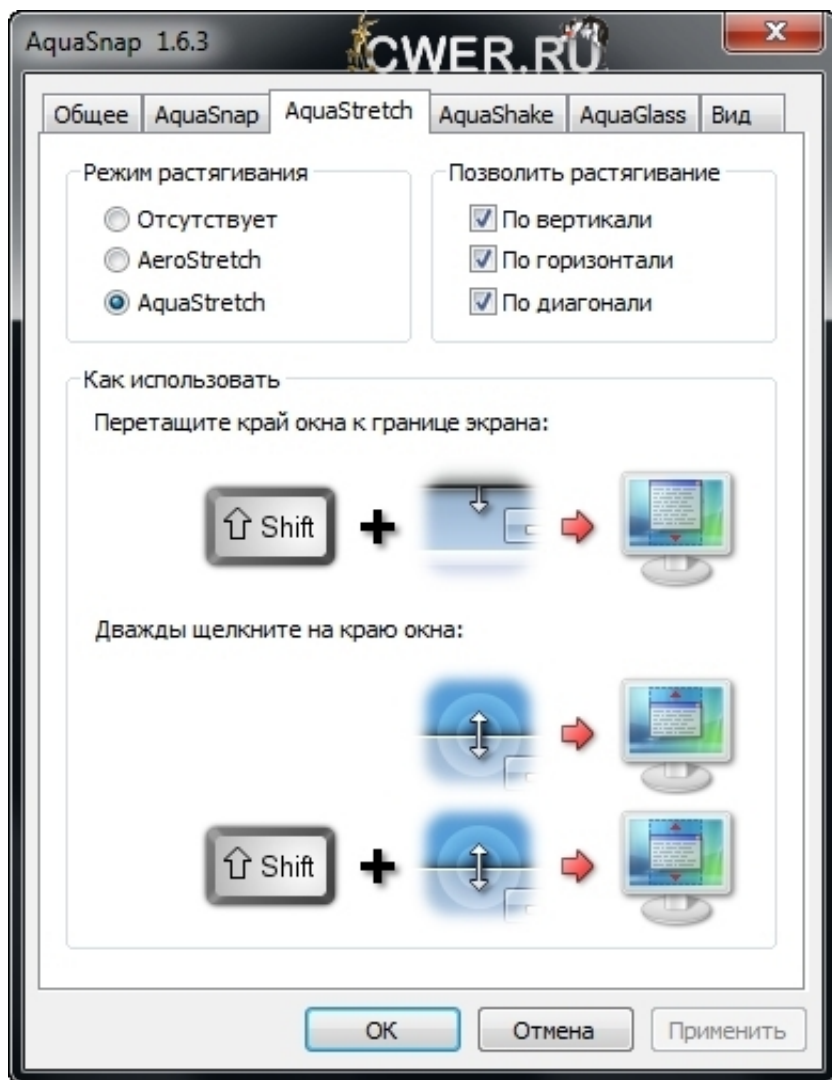 AquaSnap 1.6.3
CWER.RU
Общее AquaSnap AquaStretch AquaShake AquaGlass Вид
Режим растягивания
Отсутствует
AeroStretch
AquaStretch
Позволить растягивание
По вертикали
По горизонтали
По диагонали
Как использовать
Перетащите край окна к границе экрана:
Shift
Дважды щелкните на краю окна:
Shift
ОК Отмена Применить